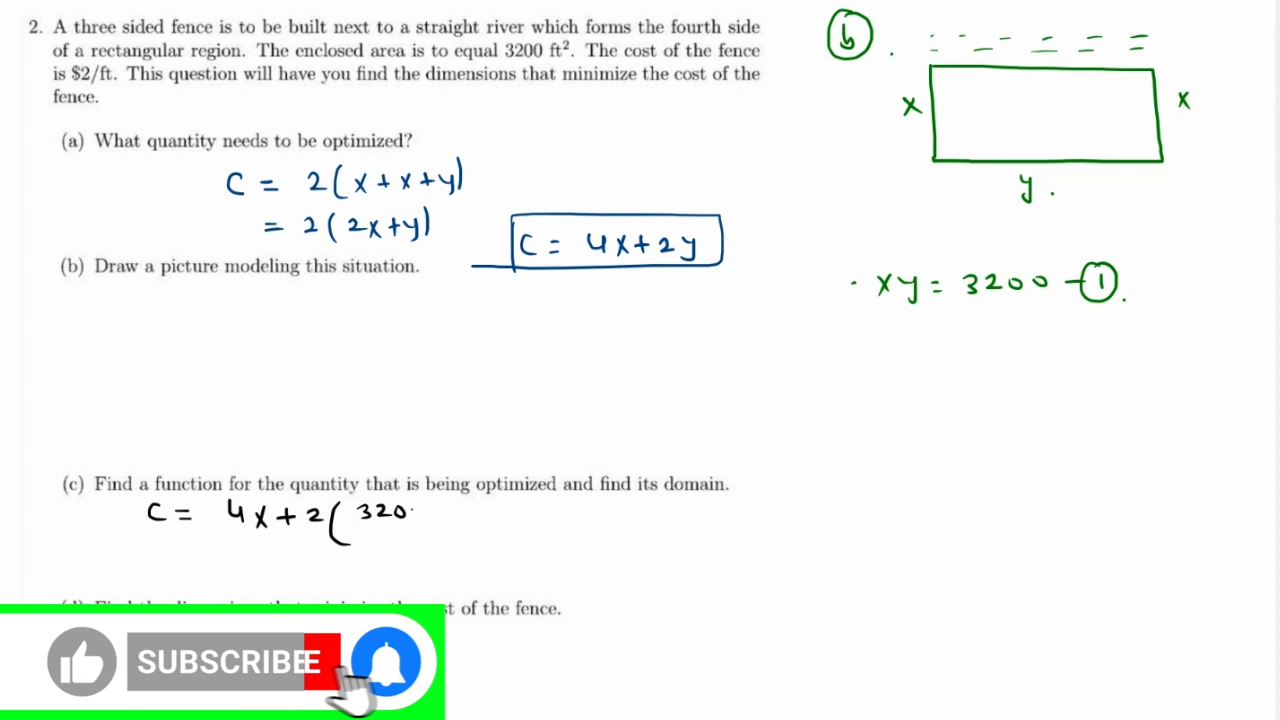 2. A three sided fence is to be built next to a straight river which forms the fourth side
of a rectangular region. The enclosed area is to equal 3200 ft². The cost of the fence
is $2/ft. This question will have you find the dimensions that minimize the cost of the
fence.
(a) What quantity needs to be optimized?
C = 2(x + x + y)
= 2(2x+y)
C = 4x+2y
(b) Draw a picture modeling this situation.
(c) Find a function for the quantity that is being optimized and find its domain.
C = 4x + 2( 320
st of the fence.
SUBSCRIBE
b
x
x
y.
xy = 3200 - 1.